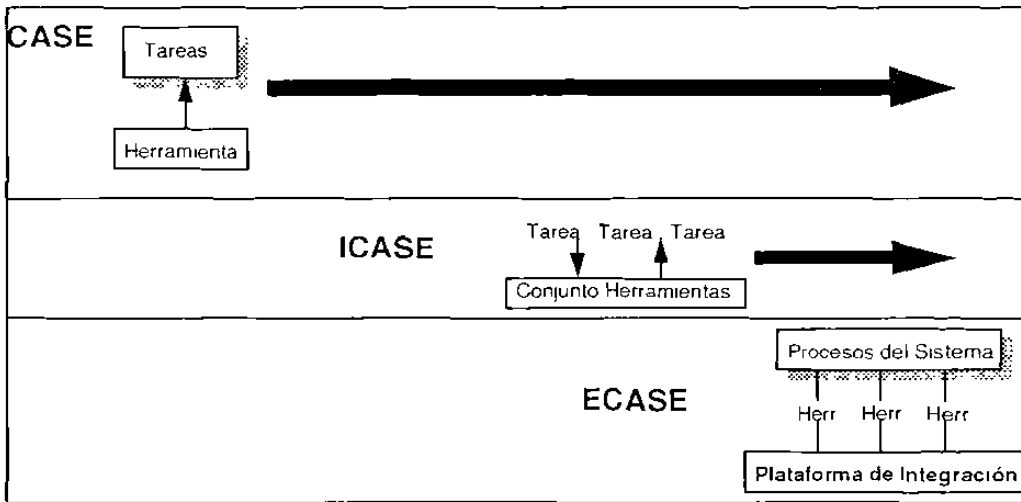 CASE
Tareas
Herramienta
ICASE
Tarea Tarea Tarea
Conjunto Herramientas
Procesos del Sistema
ECASE
Herr Herr Herr
Plataforma de Integración